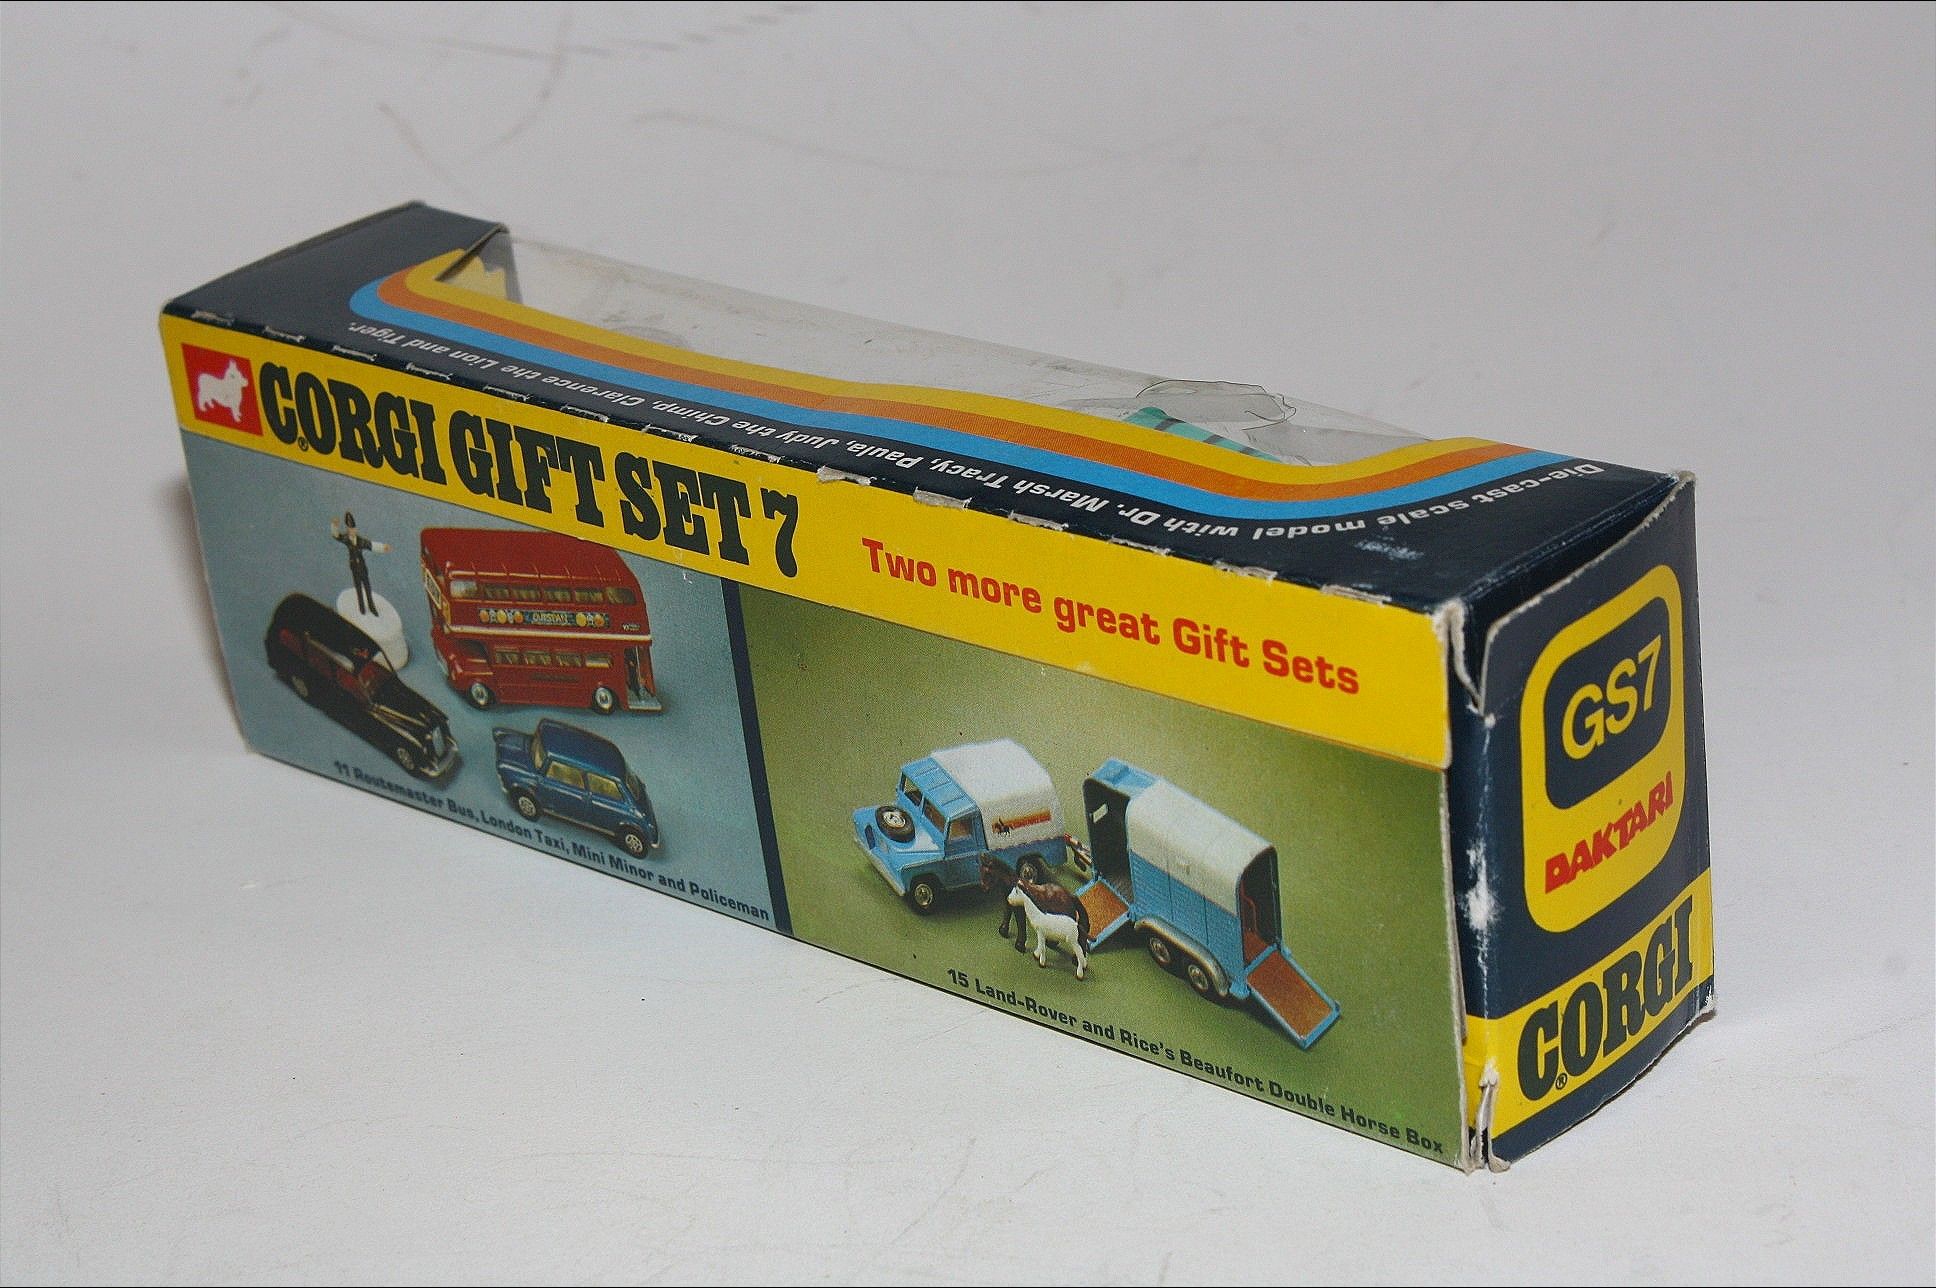 Die-cast scale model with Dr. Marsh Tracy, Paula, Judy the Chimp, Clarence the Lion and Tiger.
CORGI GIFT SET 7
Two more great Gift Sets
OUTSPAN
11 Routemaster Bus, London Taxi, Mini Minor and Policeman
15 Land-Rover and Rice's Beaufort Double Horse Box
GS7
DAKTARI
CORGI®